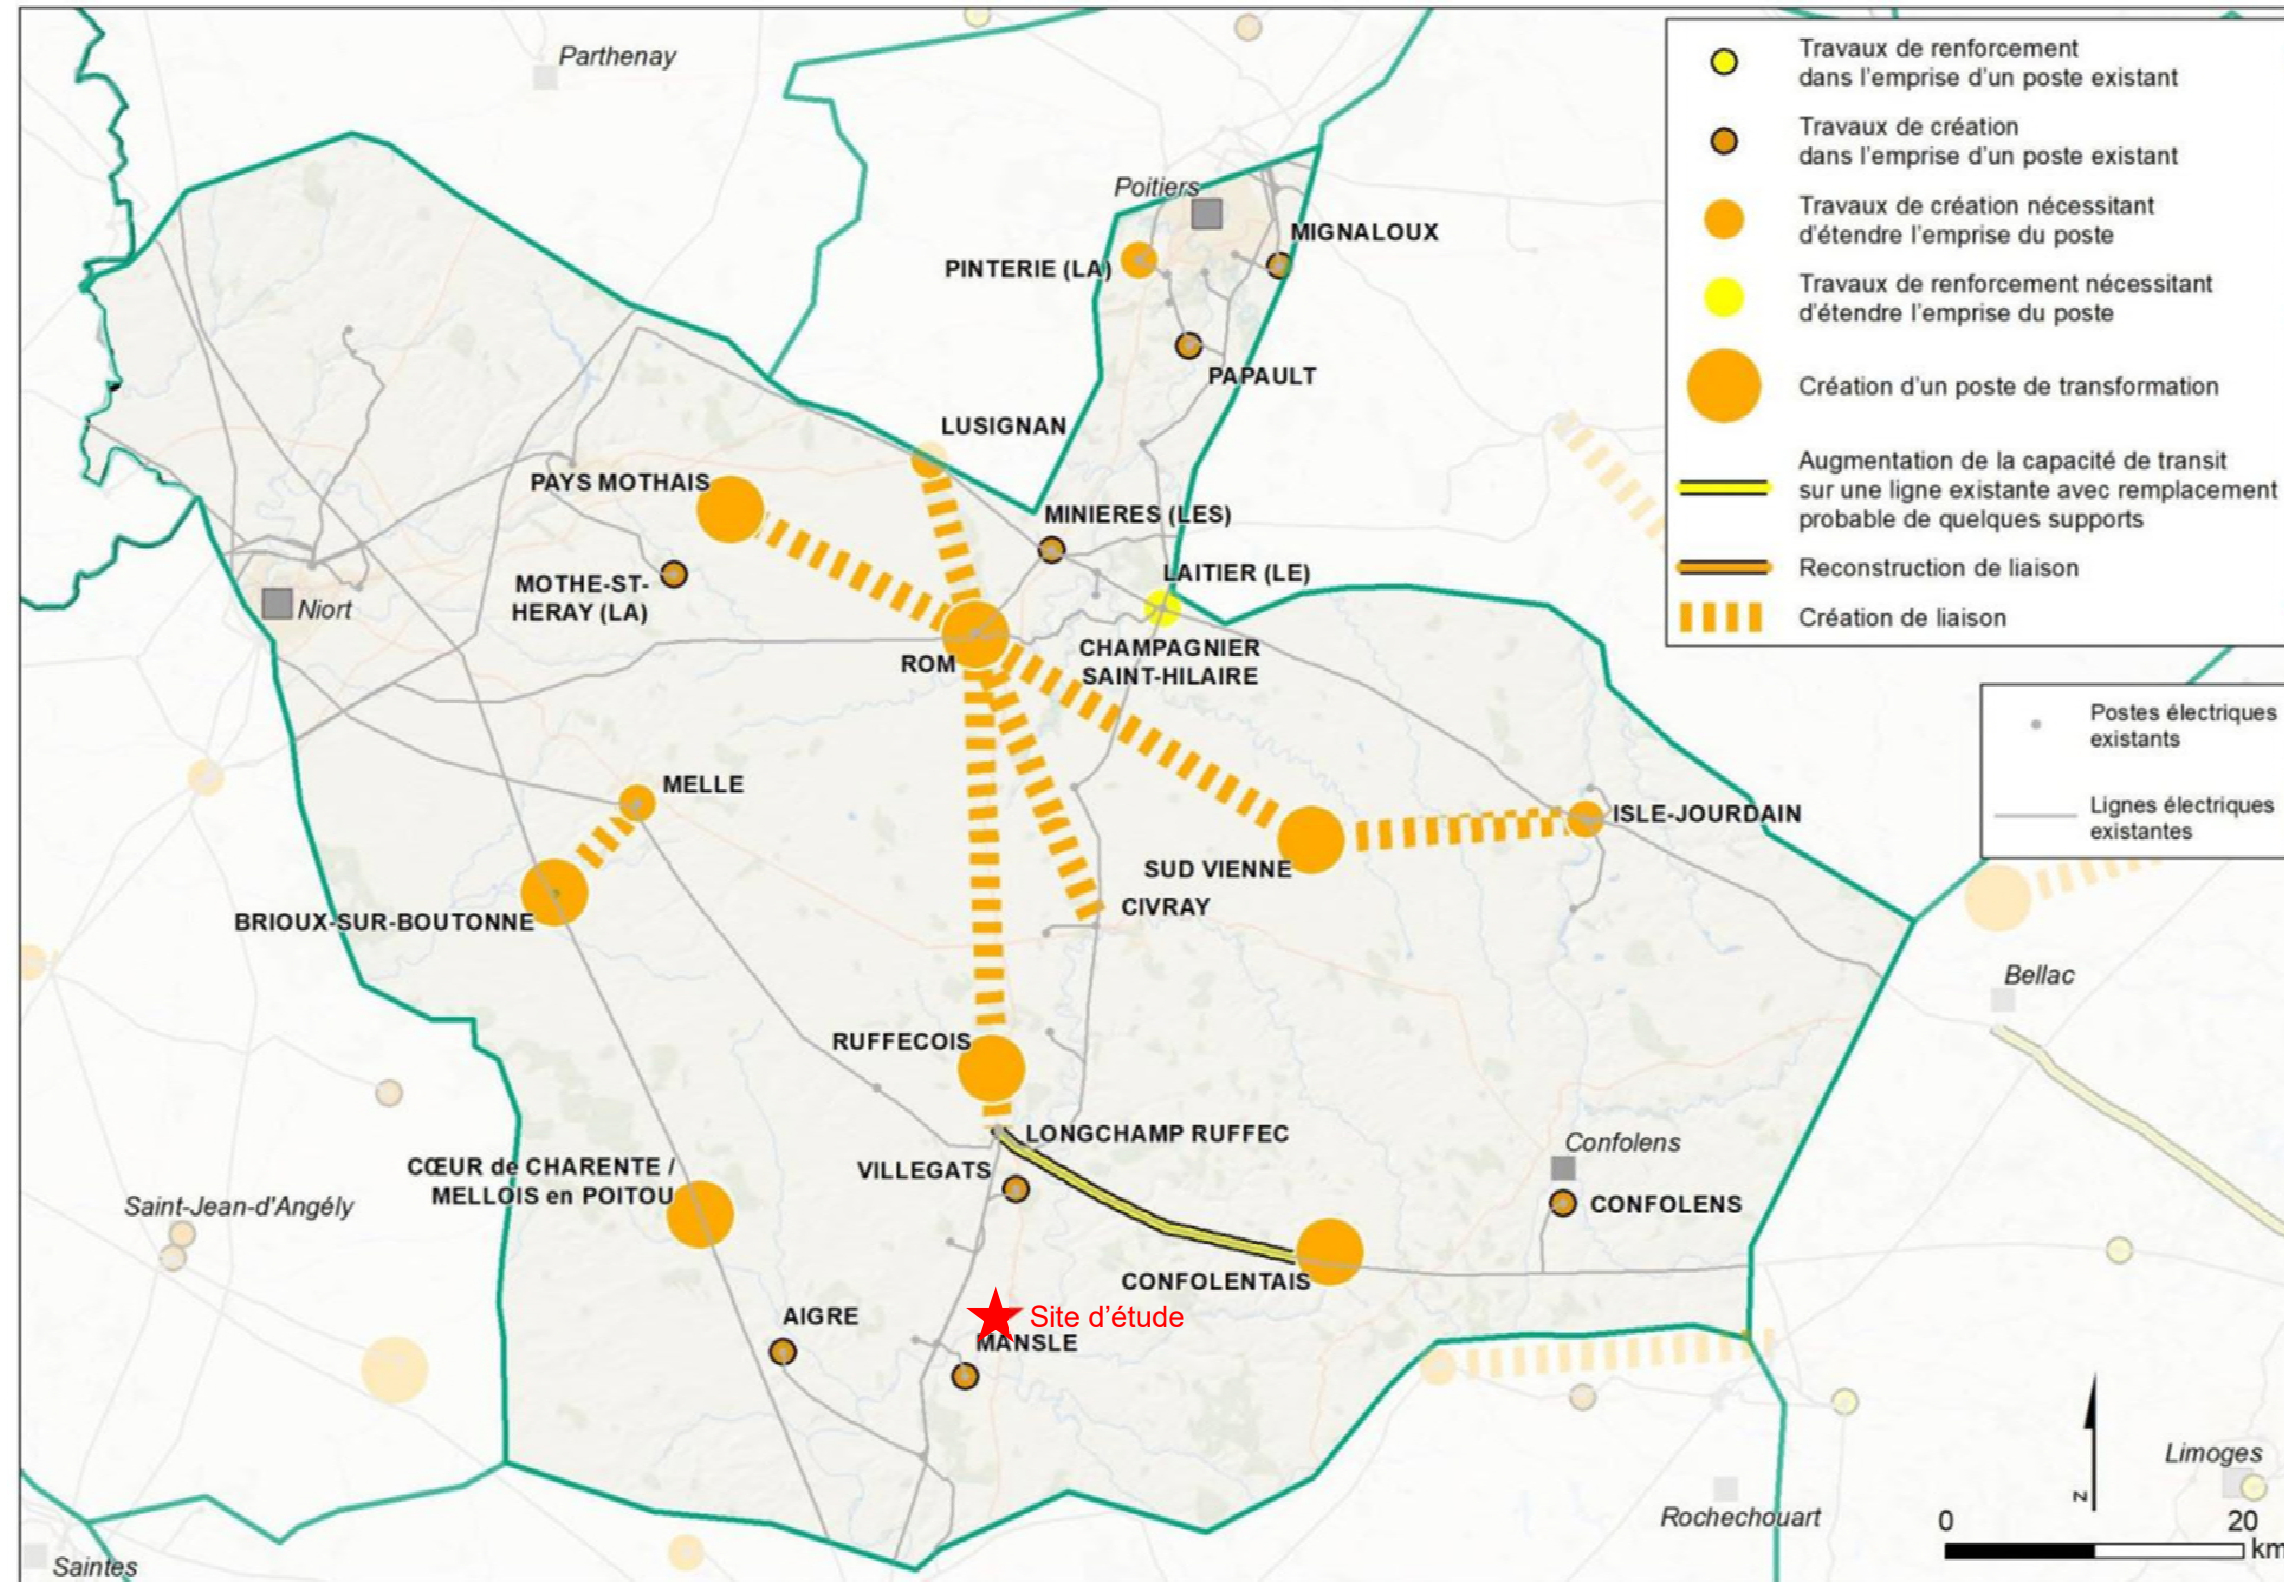 Parthenay
Poitiers
MIGNALOUX
PINTERIE (LA)
PAPAULT
LUSIGNAN
PAYS MOTHAIS
MINIERES (LES)
MOTHE-ST-
HERAY (LA)
LAITIER (LE)
Niort
ROM
CHAMPAGNIER
SAINT-HILAIRE
MELLE
ISLE-JOURDAIN
SUD VIENNE
CIVRAY
BRIOUX-SUR-BOUTONNE
Bellac
RUFFECOIS
LONGCHAMP RUFFEC
Confolens
VILLEGATS
CŒUR de CHARENTE /
MELLOIS en POITOU
Saint-Jean-d'Angély
CONFOLENS
CONFOLENTAIS
AIGRE
Site d'étude
MANSLE
Limoges
Rochechouart
Saintes
Travaux de renforcement
dans l'emprise d'un poste existant
Travaux de création
dans l'emprise d'un poste existant
Travaux de création nécessitant
d'étendre l'emprise du poste
Travaux de renforcement nécessitant
d'étendre l'emprise du poste
Création d'un poste de transformation
Augmentation de la capacité de transit
sur une ligne existante avec remplacement
probable de quelques supports
Reconstruction de liaison
Création de liaison
Postes électriques
existants
Lignes électriques
existantes
N
0 20
km